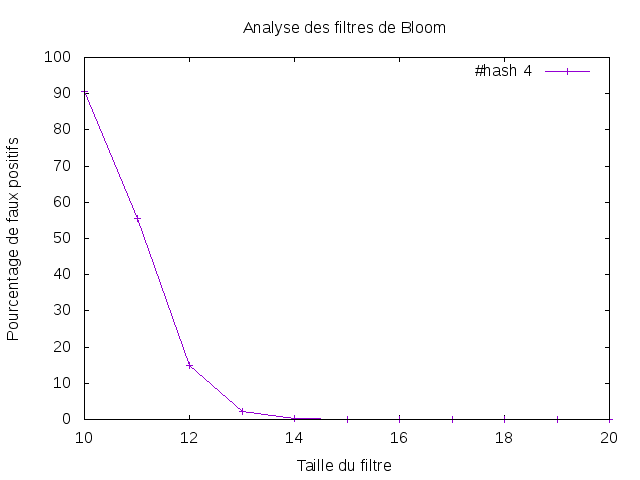 Analyse des filtres de Bloom
#hash 4
Pourcentage de faux positifs
100
90
80
70
60
50
40
30
20
10
0
10 12 14 16 18 20
Taille du filtre